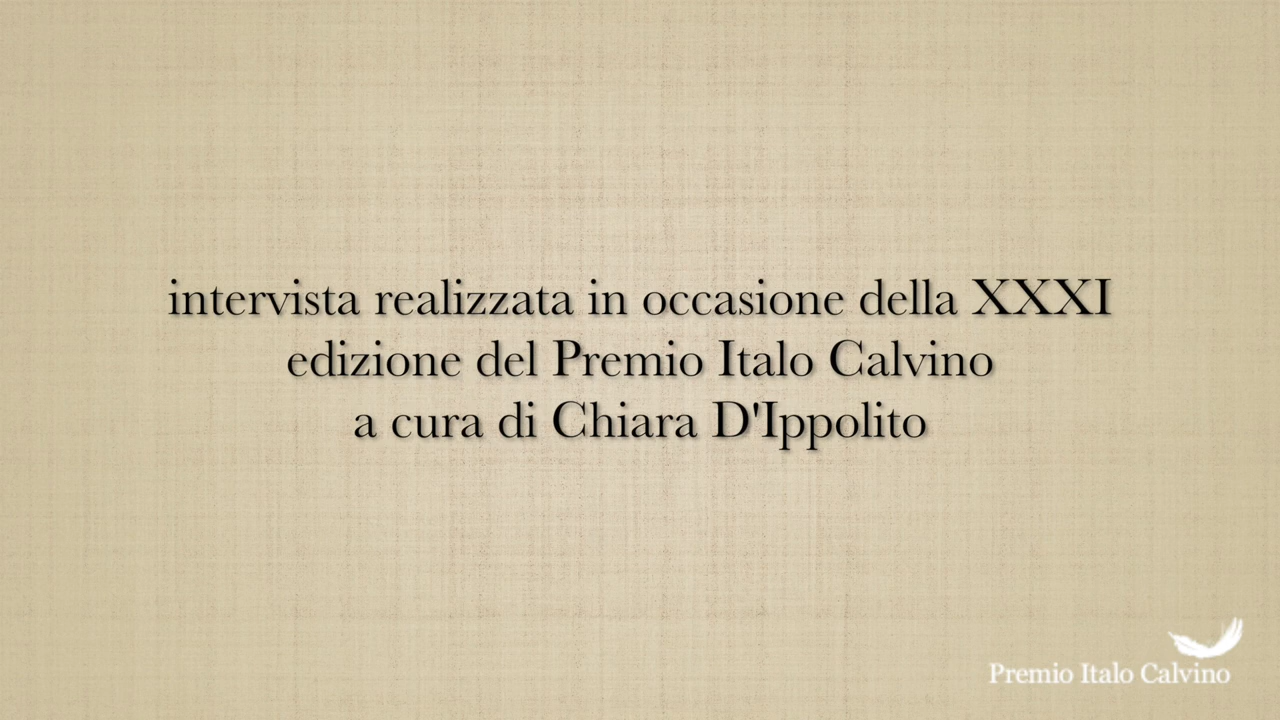 intervista realizzata in occasione della XXXI
edizione del Premio Italo Calvino
a cura di Chiara D'Ippolito
Premio Italo Calvino